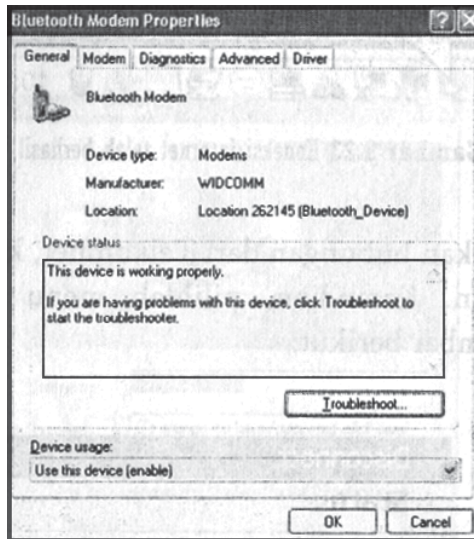 Bluetooth Modem Properties
General Modem Diagnostics Advanced Driver
Bluetooth Modem
Device type: Modems
Manufacturer: WIDCOMM
Location: Location 262145 (Bluetooth_Device)
Device status
This device is working properly.
If you are having problems with this device, click Troubleshoot to
start the troubleshooter.
Troubleshoot...
Device usage:
Use this device (enable)
OK Cancel